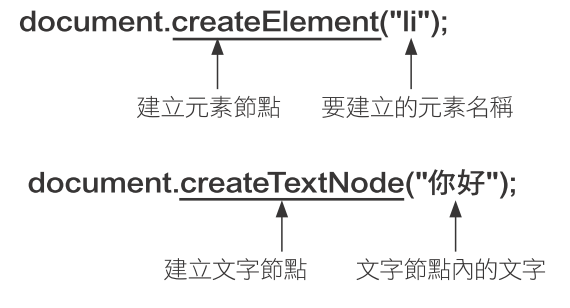 document.createElement("li");
建立元素節點 要建立的元素名稱
document.createTextNode("你好");
建立文字節點 文字節點內的文字